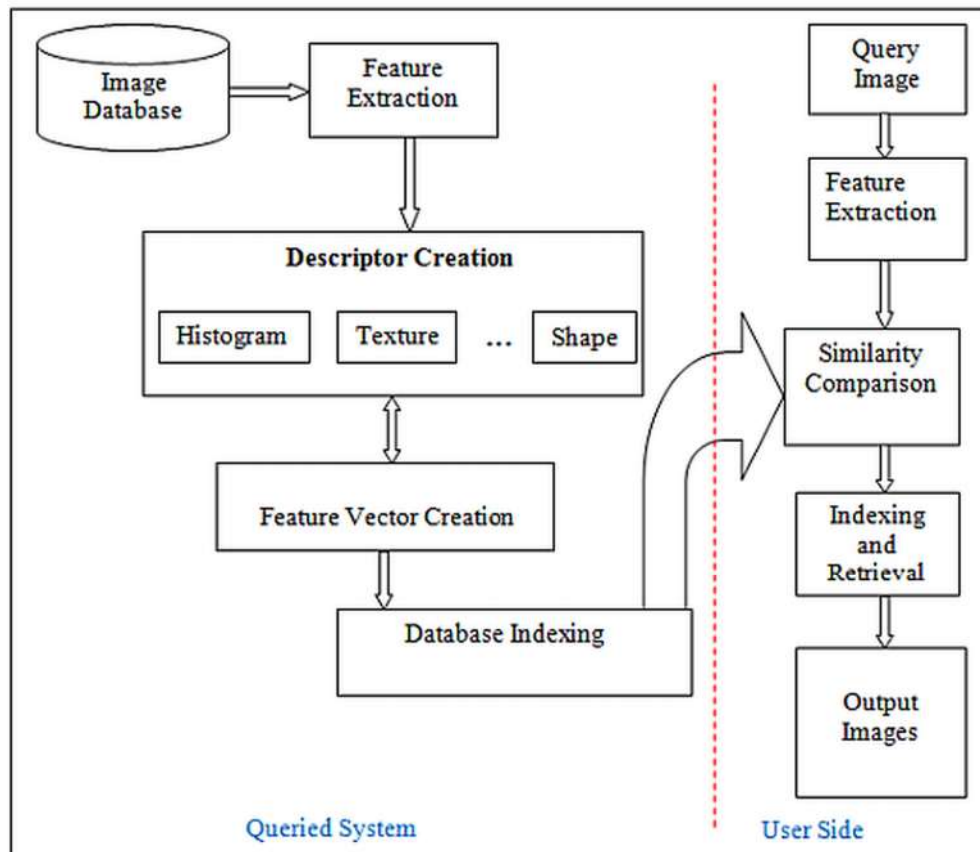 Image
Database
Feature
Extraction
Descriptor Creation
Histogram
Texture
...
Shape
Feature Vector Creation
Database Indexing
Queried System
Query
Image
Feature
Extraction
Similarity
Comparison
Indexing
and
Retrieval
Output
Images
User Side